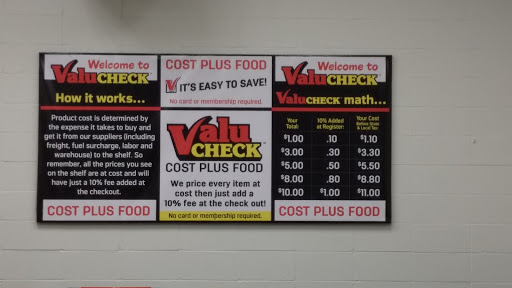 Welcome to
ValuCHECK
How it works...
Product cost is determined by
the expense it takes to buy and
get it from our suppliers (including
freight, fuel surcharge, labor and
warehouse) to the shelf. So
remember, all the prices you see
on the shelf are at cost and will
have just a 10% fee added at
the checkout.
COST PLUS FOOD
COST PLUS FOOD
IT'S EASY TO SAVE!
No card or membership required.
Valu
CHECK
COST PLUS FOOD
We price every item at
cost then just add a
10% fee at the check out!
No card or membership required.
Welcome to
ValuCHECK
ValuCHECK math...
Your Total: 10% Added at Register: Your Cost Before State & Local Tax:
$1.00 .10 $1.10
$3.00 .30 $3.30
$5.00 .50 $5.50
$8.00 .80 $8.80
$10.00 $1.00 $11.00
COST PLUS FOOD